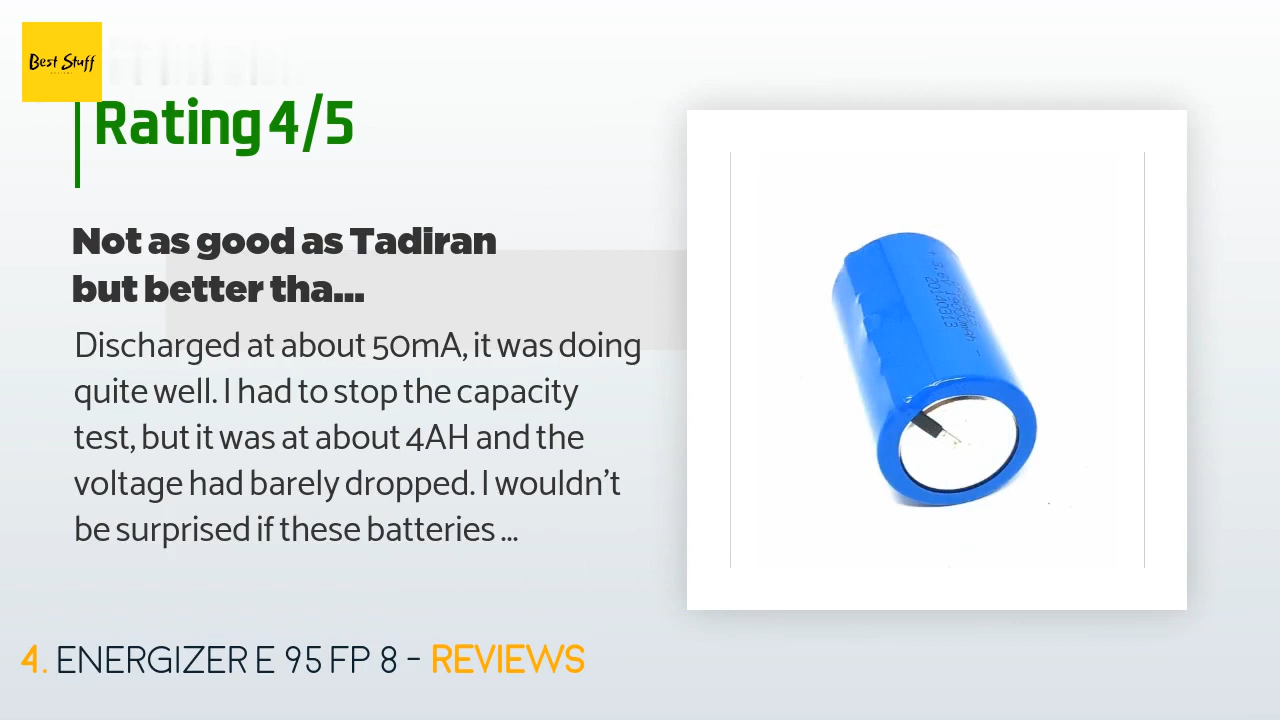 Best Stuff
Rating 4/5
Not as good as Tadiran
but better tha...
Discharged at about 50mA, it was doing
quite well. I had to stop the capacity
test, but it was at about 4AH and the
voltage had barely dropped. I wouldn't
be surprised if these batteries ...
4. ENERGIZER E 95 FP 8 - REVIEWS